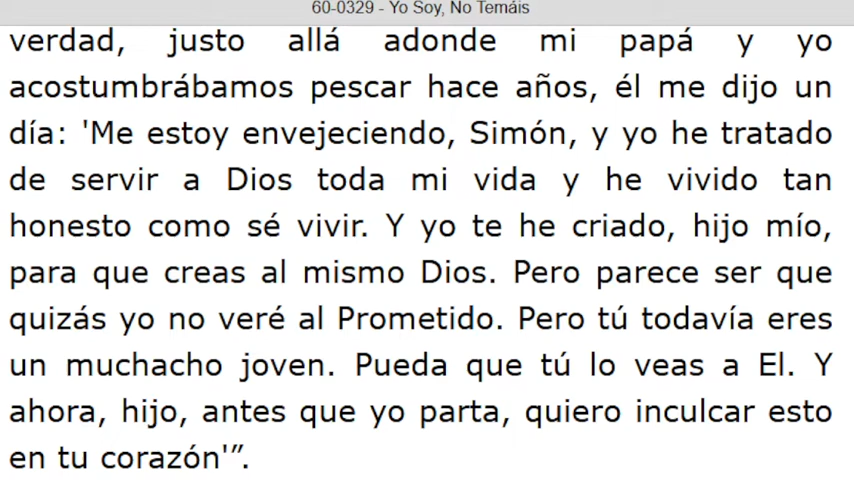 60-0329 - Yo Soy, No Temáis
verdad, justo allá adonde mi papá y yo
acostumbrábamos pescar hace años, él me dijo un
día: 'Me estoy envejeciendo, Simón, y yo he tratado
de servir a Dios toda mi vida y he vivido tan
honesto como sé vivir. Y yo te he criado, hijo mío,
para que creas al mismo Dios. Pero parece ser que
quizás yo no veré al Prometido. Pero tú todavía eres
un muchacho joven. Pueda que tú lo veas a El. Y
ahora, hijo, antes que yo parta, quiero inculcar esto
en tu corazón'”.